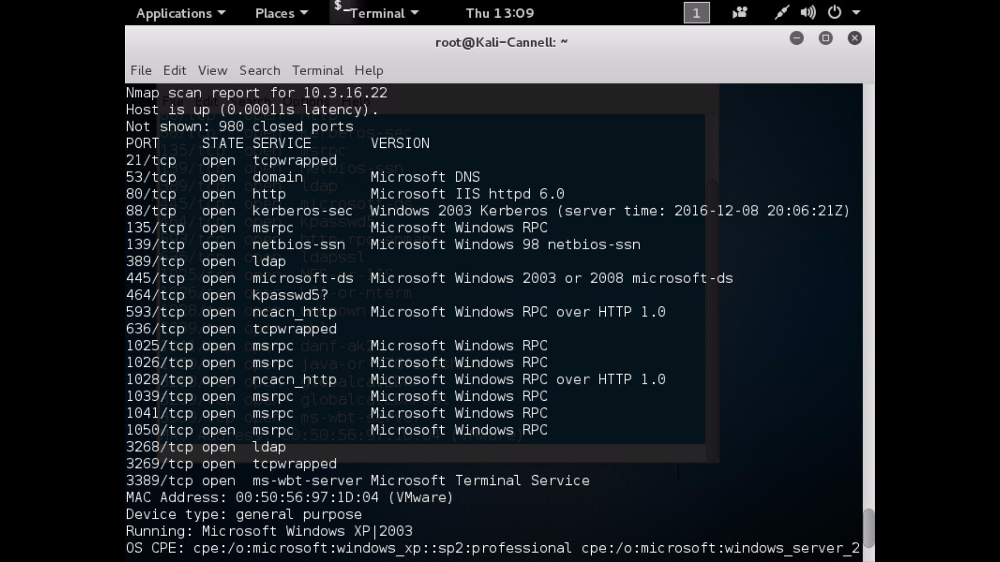 Applications Places $_ Terminal Thu 13:09 1
root@Kali-Cannell: ~
File Edit View Search Terminal Help
Nmap scan report for 10.3.16.22
Host is up (0.00011s latency).
Not shown: 980 closed ports
PORT STATE SERVICE VERSION
21/tcp open tcpwrapped
53/tcp open domain Microsoft DNS
80/tcp open http Microsoft IIS httpd 6.0
88/tcp open kerberos-sec Windows 2003 Kerberos (server time: 2016-12-08 20:06:21Z)
135/tcp open msrpc Microsoft Windows RPC
139/tcp open netbios-ssn Microsoft Windows 98 netbios-ssn
389/tcp open ldap
445/tcp open microsoft-ds Microsoft Windows 2003 or 2008 microsoft-ds
464/tcp open kpasswd5?
593/tcp open ncacn_http Microsoft Windows RPC over HTTP 1.0
636/tcp open tcpwrapped
1025/tcp open msrpc Microsoft Windows RPC
1026/tcp open msrpc Microsoft Windows RPC
1028/tcp open ncacn_http Microsoft Windows RPC over HTTP 1.0
1039/tcp open msrpc Microsoft Windows RPC
1041/tcp open msrpc Microsoft Windows RPC
1050/tcp open msrpc Microsoft Windows RPC
3268/tcp open ldap
3269/tcp open tcpwrapped
3389/tcp open ms-wbt-server Microsoft Terminal Service
MAC Address: 00:50:56:97:1D:04 (VMware)
Device type: general purpose
Running: Microsoft Windows XP|2003
OS CPE: cpe:/o:microsoft:windows_xp::sp2:professional cpe:/o:microsoft:windows_server_2